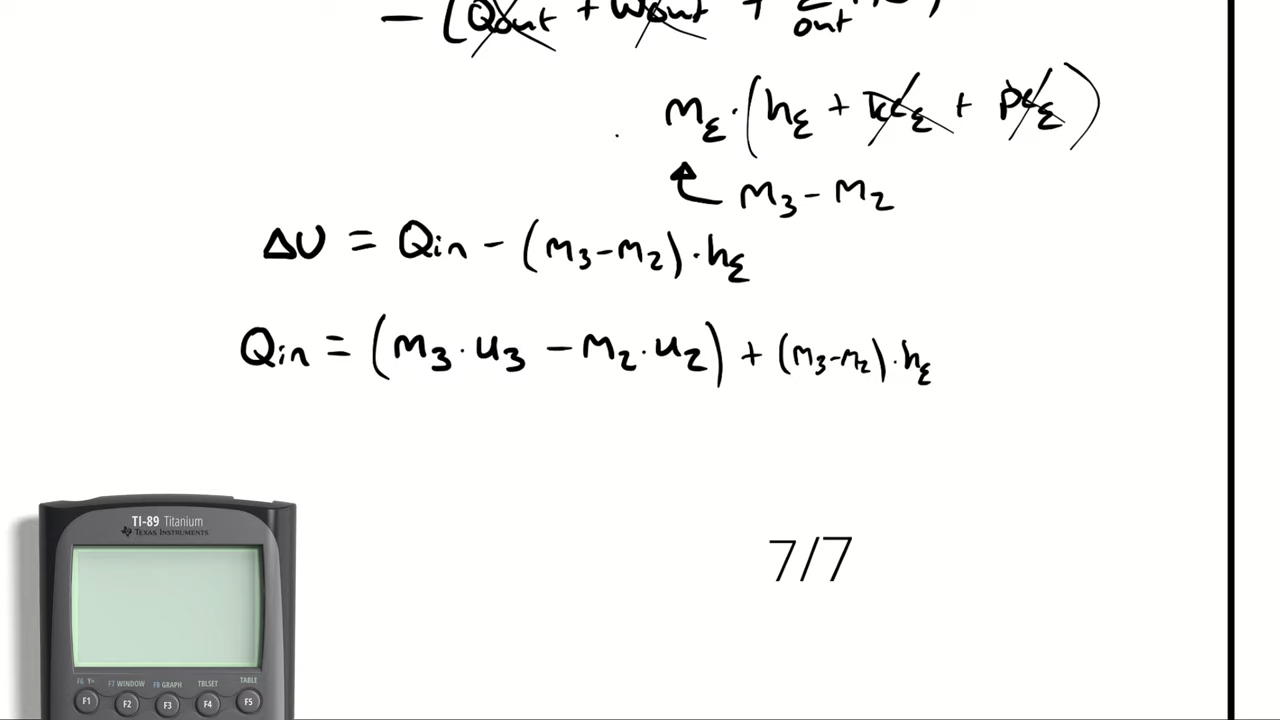 − (Qout + Wout + Σ out
mε · (hε + keε + peε)
m3 − m2
ΔU = Qin − (m3−m2) · hε
Qin = (m3 · u3 − m2 · u2) + (m3−m2) · hε
TI-89 Titanium
TEXAS INSTRUMENTS
7/7
F6 Y= F7 WINDOW F8 GRAPH TBLSET TABLE
F1 F2 F3 F4 F5